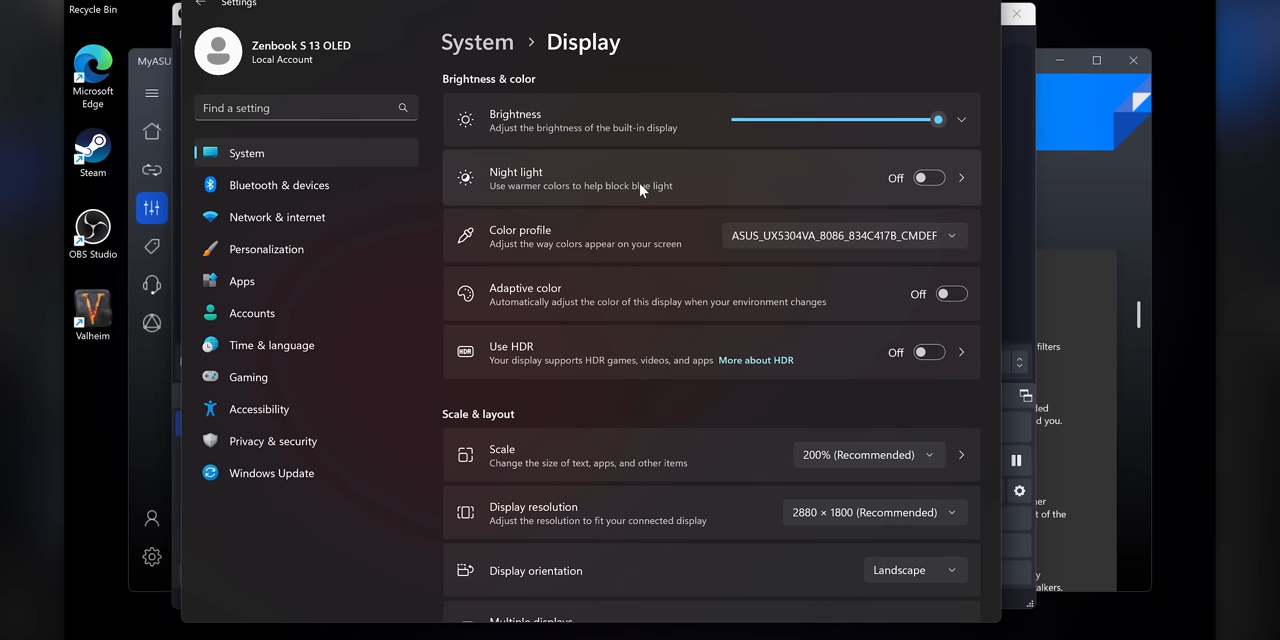 Recycle Bin
Microsoft
Edge
Steam
OBS Studio
Valheim
MyASU
Settings
Zenbook S 13 OLED
Local Account
Find a setting
System
Bluetooth & devices
Network & internet
Personalization
Apps
Accounts
Time & language
Gaming
Accessibility
Privacy & security
Windows Update
System > Display
Brightness & color
Brightness
Adjust the brightness of the built-in display
Night light
Use warmer colors to help block blue light
Off
Color profile
Adjust the way colors appear on your screen
ASUS_UX5304VA_8086_834C417B_CMDEF
Adaptive color
Automatically adjust the color of this display when your environment changes
Off
HDR
Use HDR
Your display supports HDR games, videos, and apps More about HDR
Off
Scale & layout
Scale
Change the size of text, apps, and other items
200% (Recommended)
Display resolution
Adjust the resolution to fit your connected display
2880 × 1800 (Recommended)
Display orientation
Landscape
filters
d you.
t of the
alkers,